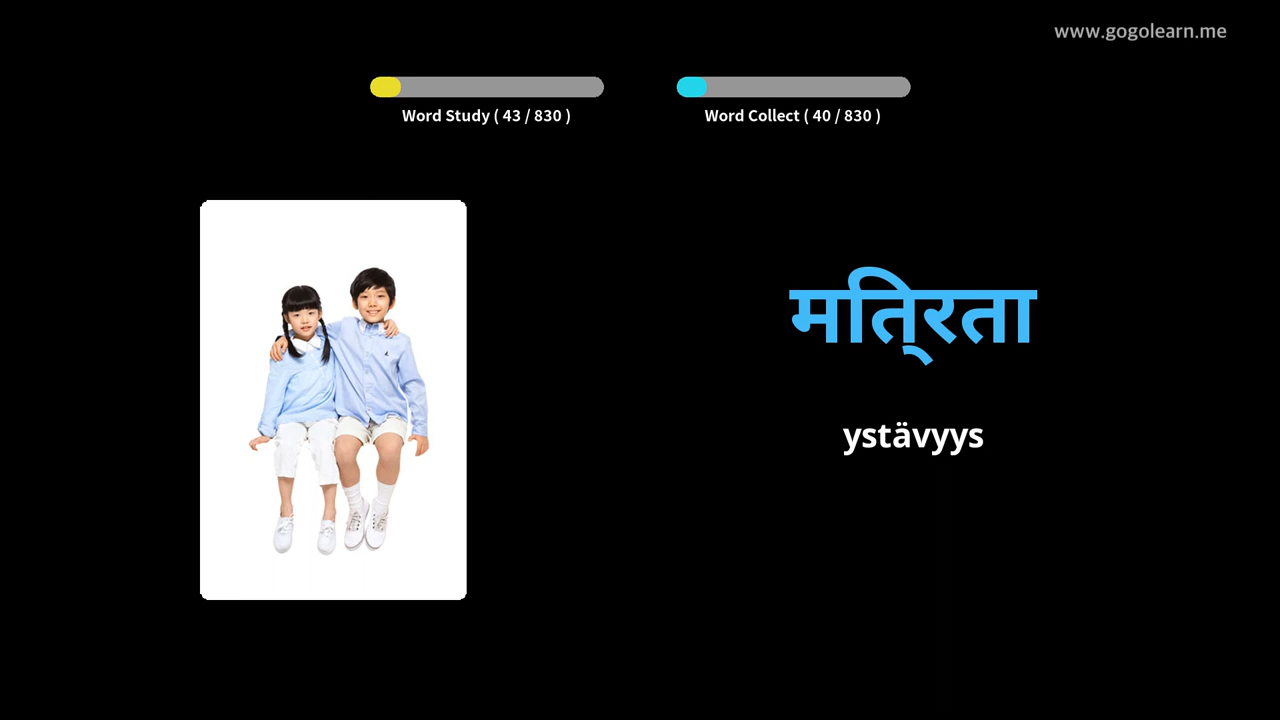 www.gogolearn.me
Word Study ( 43 / 830 )
Word Collect ( 40 / 830 )
मित्रता
ystävyys